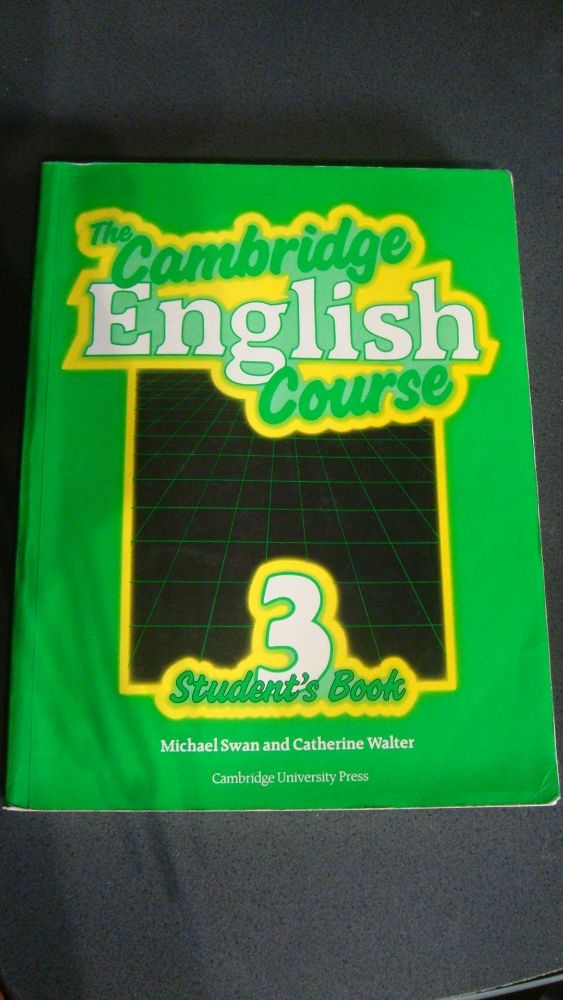 The
Cambridge
English
Course
3
Student's Book
Michael Swan and Catherine Walter
Cambridge University Press